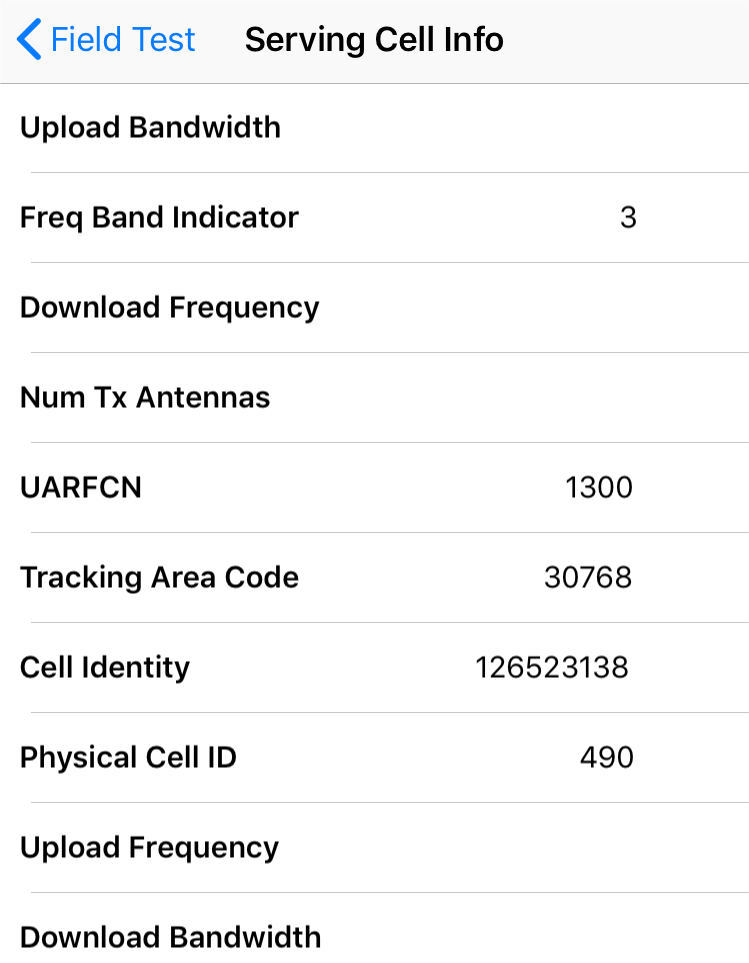 Field Test Serving Cell Info
Upload Bandwidth
Freq Band Indicator 3
Download Frequency
Num Tx Antennas
UARFCN 1300
Tracking Area Code 30768
Cell Identity 126523138
Physical Cell ID 490
Upload Frequency
Download Bandwidth